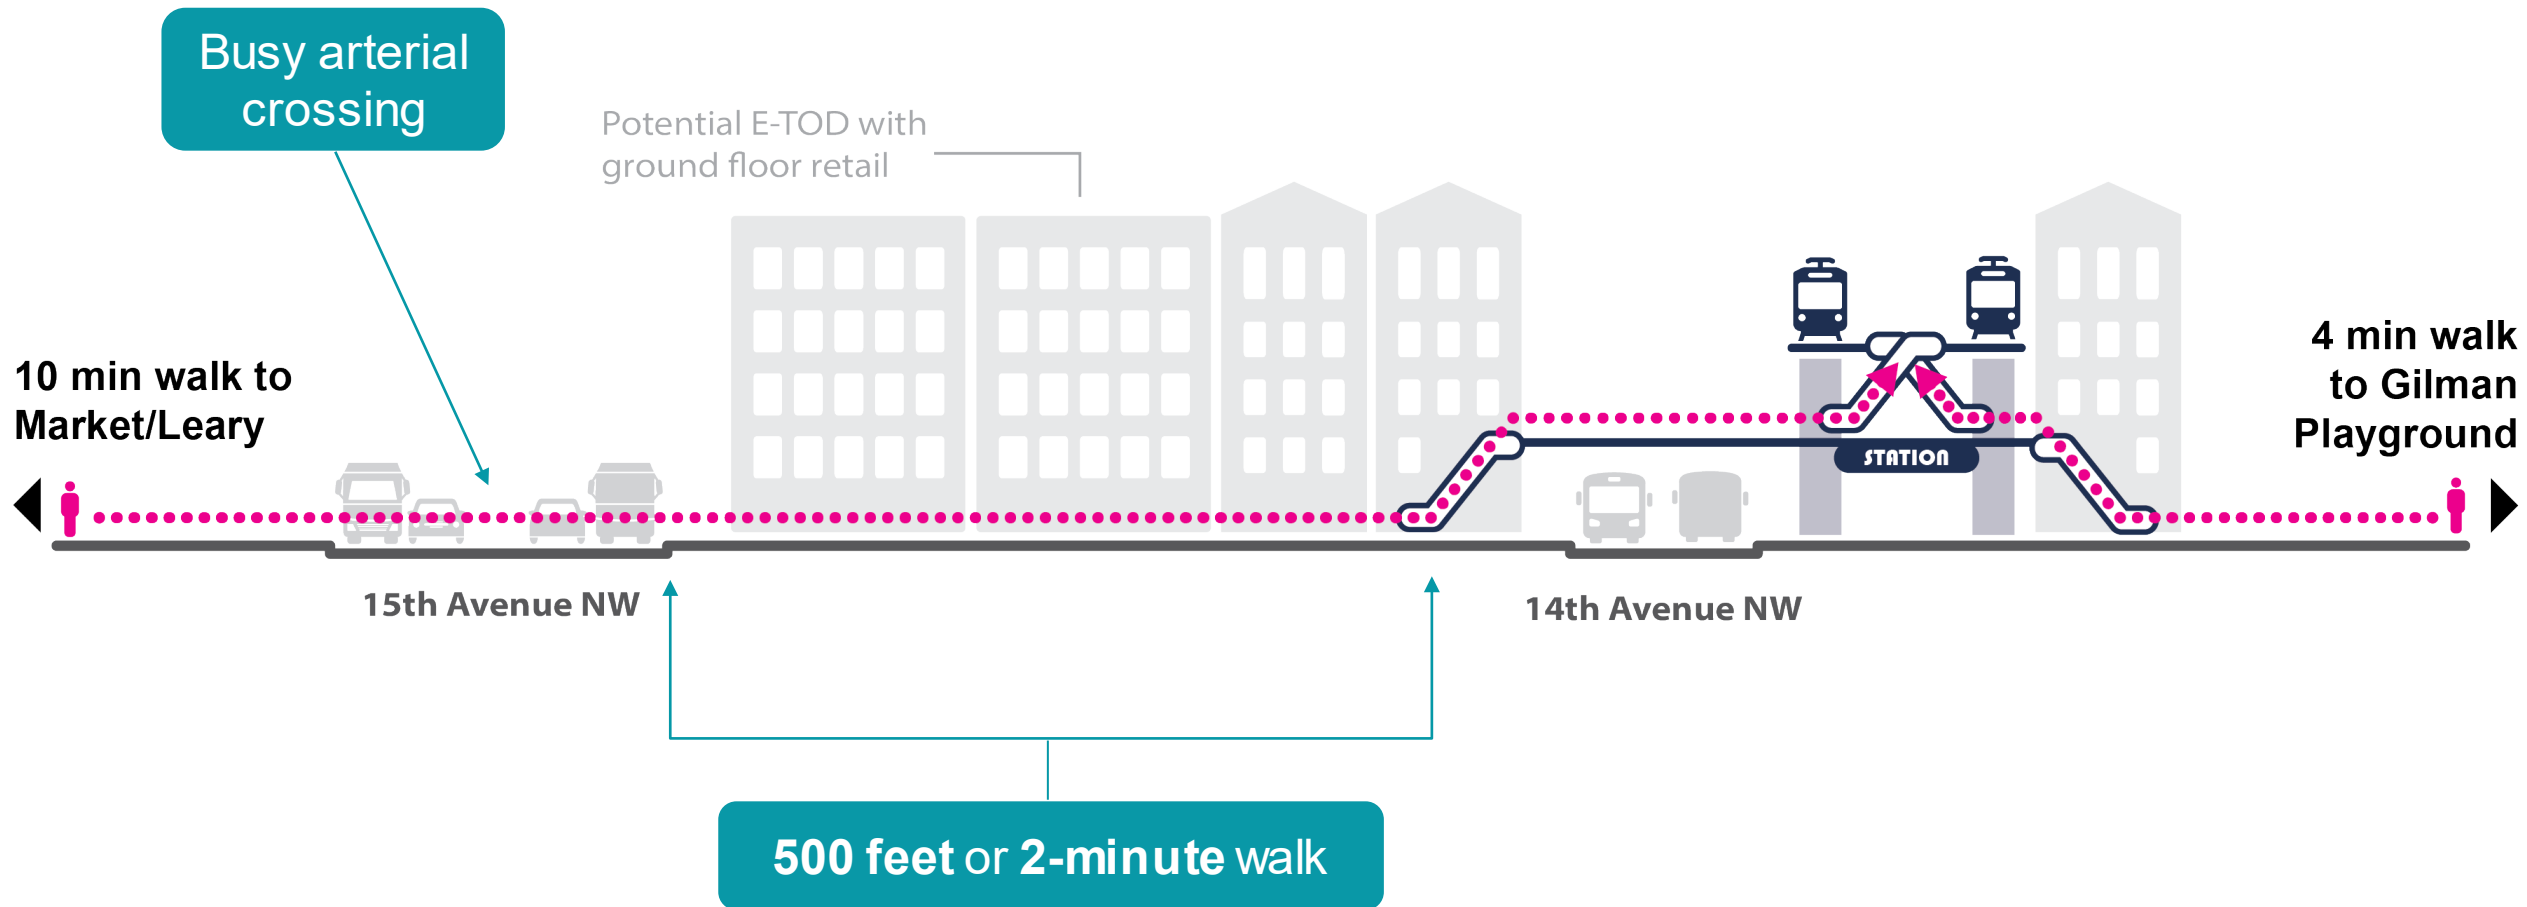 Busy arterial
crossing
Potential E-TOD with
ground floor retail
10 min walk to
Market/Leary
4 min walk
to Gilman
Playground
STATION
15th Avenue NW
14th Avenue NW
500 feet or 2-minute walk